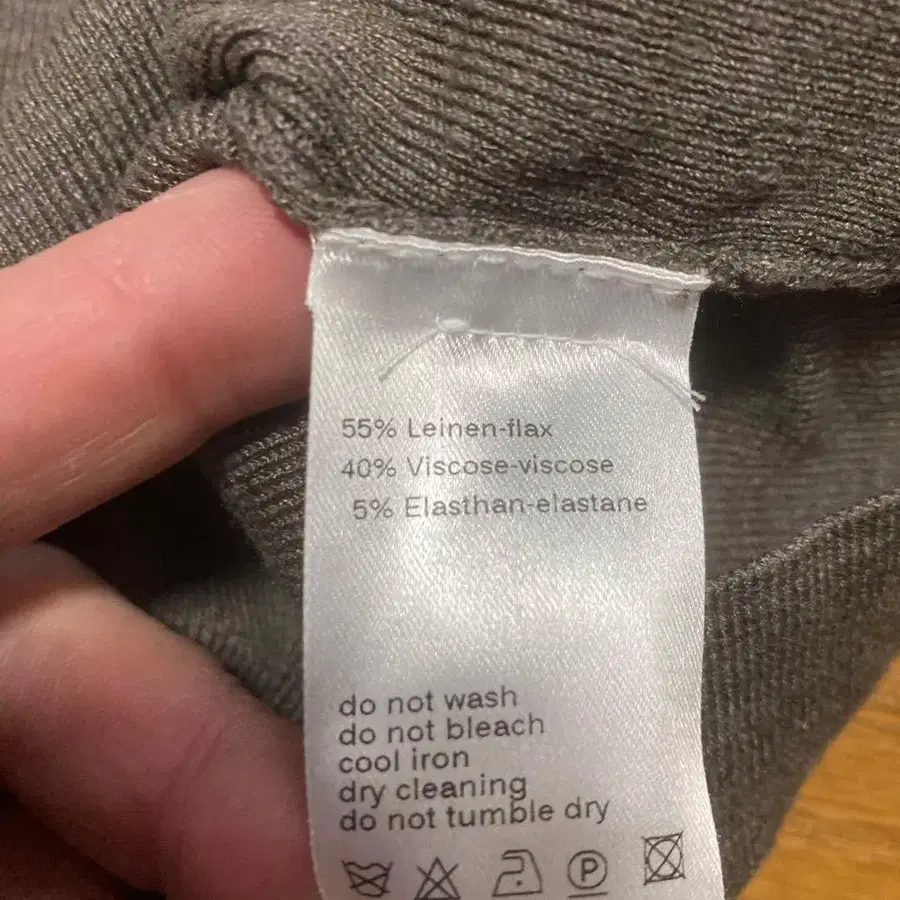 55% Leinen-flax
40% Viscose-viscose
5% Elasthan-elastane
do not wash
do not bleach
cool iron
dry cleaning
do not tumble dry
P